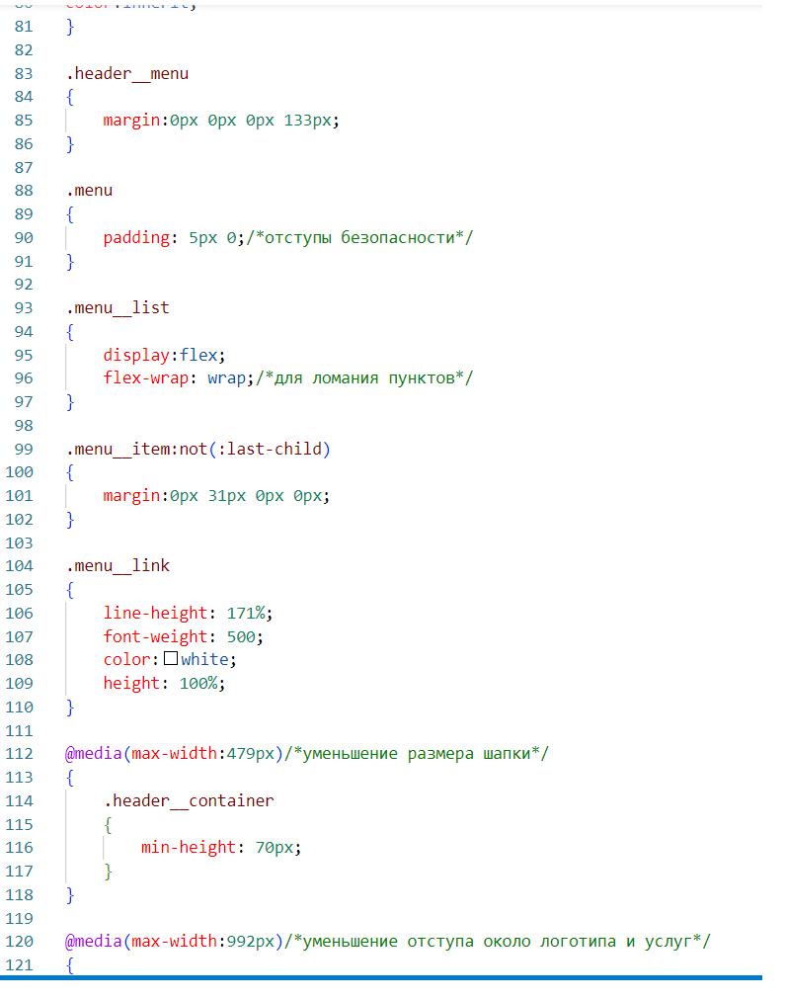 81 }
82
83 .header__menu
84 {
85 margin:0px 0px 0px 133px;
86 }
87
88 .menu
89 {
90 padding: 5px 0;/*отступы безопасности*/
91 }
92
93 .menu__list
94 {
95 display:flex;
96 flex-wrap: wrap;/*для ломания пунктов*/
97 }
98
99 .menu__item:not(:last-child)
100 {
101 margin:0px 31px 0px 0px;
102 }
103
104 .menu__link
105 {
106 line-height: 171%;
107 font-weight: 500;
108 color:white;
109 height: 100%;
110 }
111
112 @media(max-width:479px)/*уменьшение размера шапки*/
113 {
114 .header__container
115 {
116 min-height: 70px;
117 }
118 }
119
120 @media(max-width:992px)/*уменьшение отступа около логотипа и услуг*/
121 {